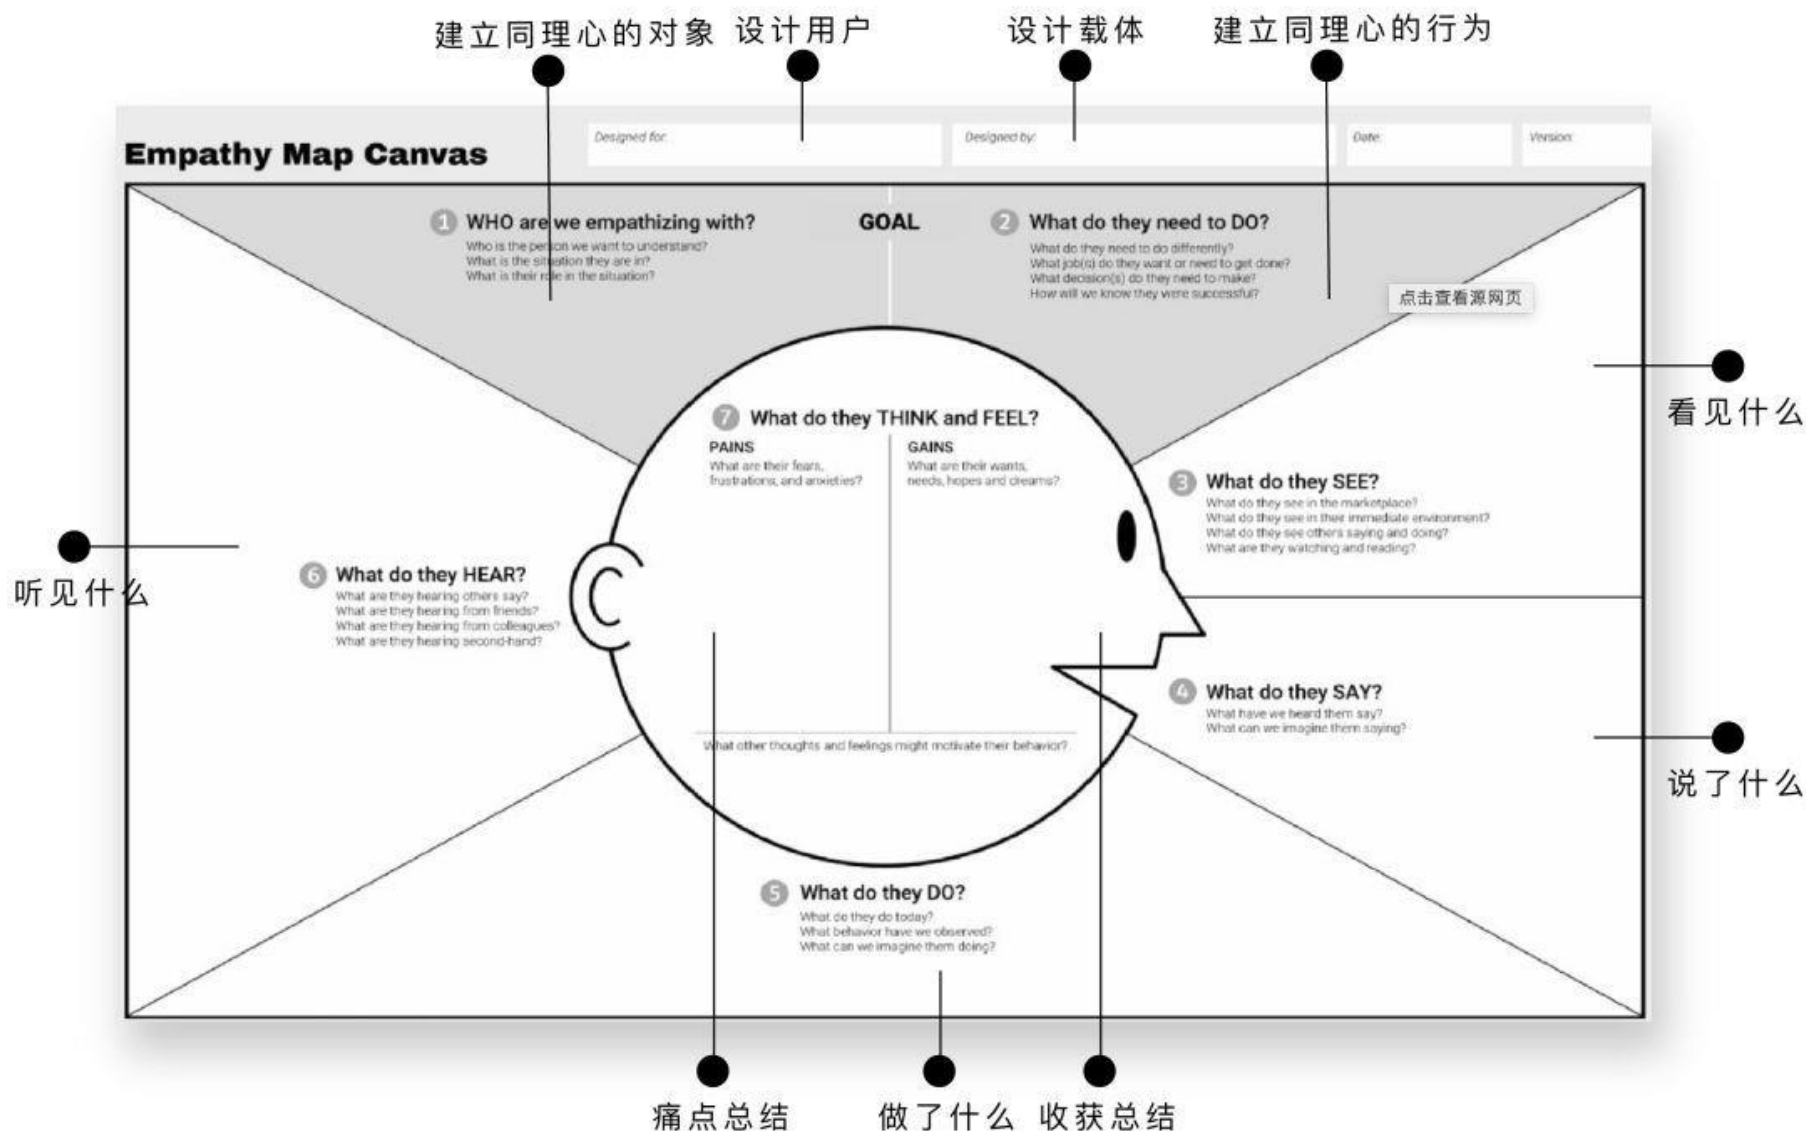 建立同理心的对象
设计用户
设计载体
建立同理心的行为
Empathy Map Canvas
Designed for:
Designed by:
Date:
Version:
1 WHO are we empathizing with?
Who is the person we want to understand?
What is the situation they are in?
What is their role in the situation?
GOAL
2 What do they need to DO?
What do they need to do differently?
What job(s) do they want or need to get done?
What decision(s) do they need to make?
How will we know they were successful?
点击查看源网页
看见什么
7 What do they THINK and FEEL?
PAINS
What are their fears,
frustrations, and anxieties?
GAINS
What are their wants,
needs, hopes and dreams?
3 What do they SEE?
What do they see in the marketplace?
What do they see in their immediate environment?
What do they see others saying and doing?
What are they watching and reading?
听见什么
6 What do they HEAR?
What are they hearing others say?
What are they hearing from friends?
What are they hearing from colleagues?
What are they hearing second-hand?
4 What do they SAY?
What have we heard them say?
What can we imagine them saying?
What other thoughts and feelings might motivate their behavior?
说了什么
5 What do they DO?
What do they do today?
What behavior have we observed?
What can we imagine them doing?
痛点总结
做了什么
收获总结